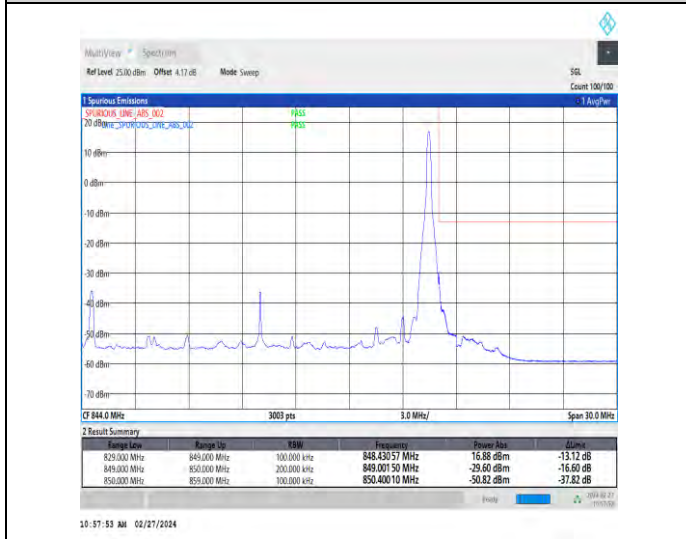 MultiView Spectrum
Ref Level 25.00 dBm Offset 4.17 dB Mode Sweep SGL
Count 100/100
1 Spurious Emissions 1 AvgPwr
SPURIOUS_LINE_ABS_002 PASS
20 dBm Line _SPURIOUS_LINE_ABS_002 PASS
10 dBm
0 dBm
-10 dBm
-20 dBm
-30 dBm
-40 dBm
-50 dBm
-60 dBm
-70 dBm
CF 844.0 MHz 3003 pts 3.0 MHz/ Span 30.0 MHz
2 Result Summary
Range Low Range Up RBW Frequency Power Abs ΔLimit
829.000 MHz 849.000 MHz 100.000 kHz 848.43057 MHz 16.88 dBm -13.12 dB
849.000 MHz 850.000 MHz 200.000 kHz 849.00150 MHz -29.60 dBm -16.60 dB
850.000 MHz 859.000 MHz 100.000 kHz 850.40010 MHz -50.82 dBm -37.82 dB
Ready
10:57:53 AM 02/27/2024